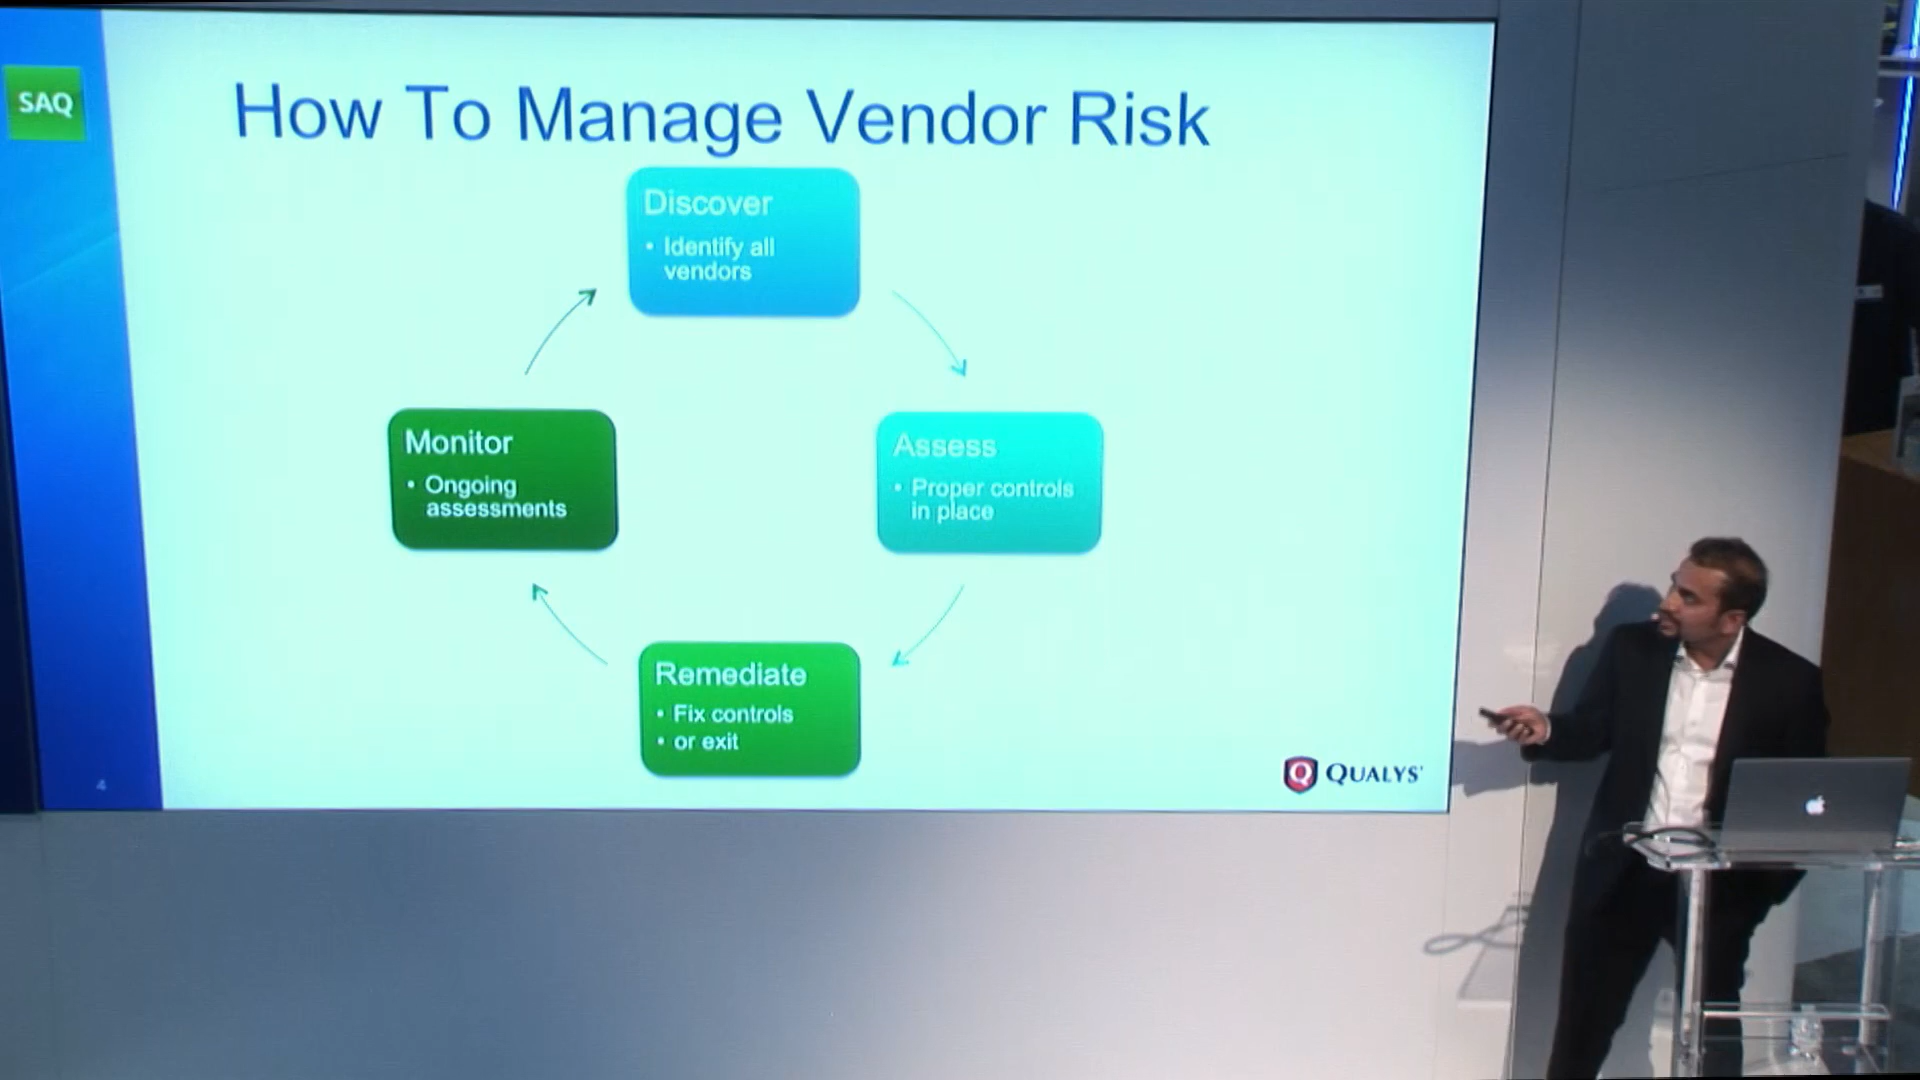 SAQ
How To Manage Vendor Risk
Discover
• Identify all
vendors
Assess
• Proper controls
in place
Remediate
• Fix controls
• or exit
Monitor
• Ongoing
assessments
4
QUALYS